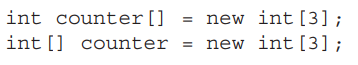 int counter[] = new int[3];
int[] counter = new int[3];